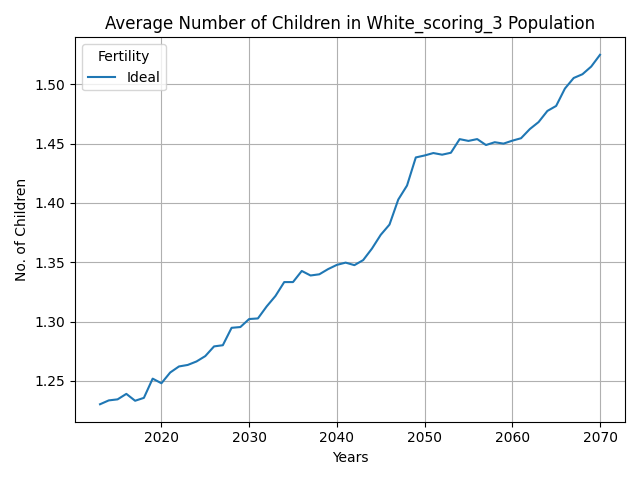 Average Number of Children in White_scoring_3 Population
Fertility
Ideal
No. of Children
1.50
1.45
1.40
1.35
1.30
1.25
2020 2030 2040 2050 2060 2070
Years